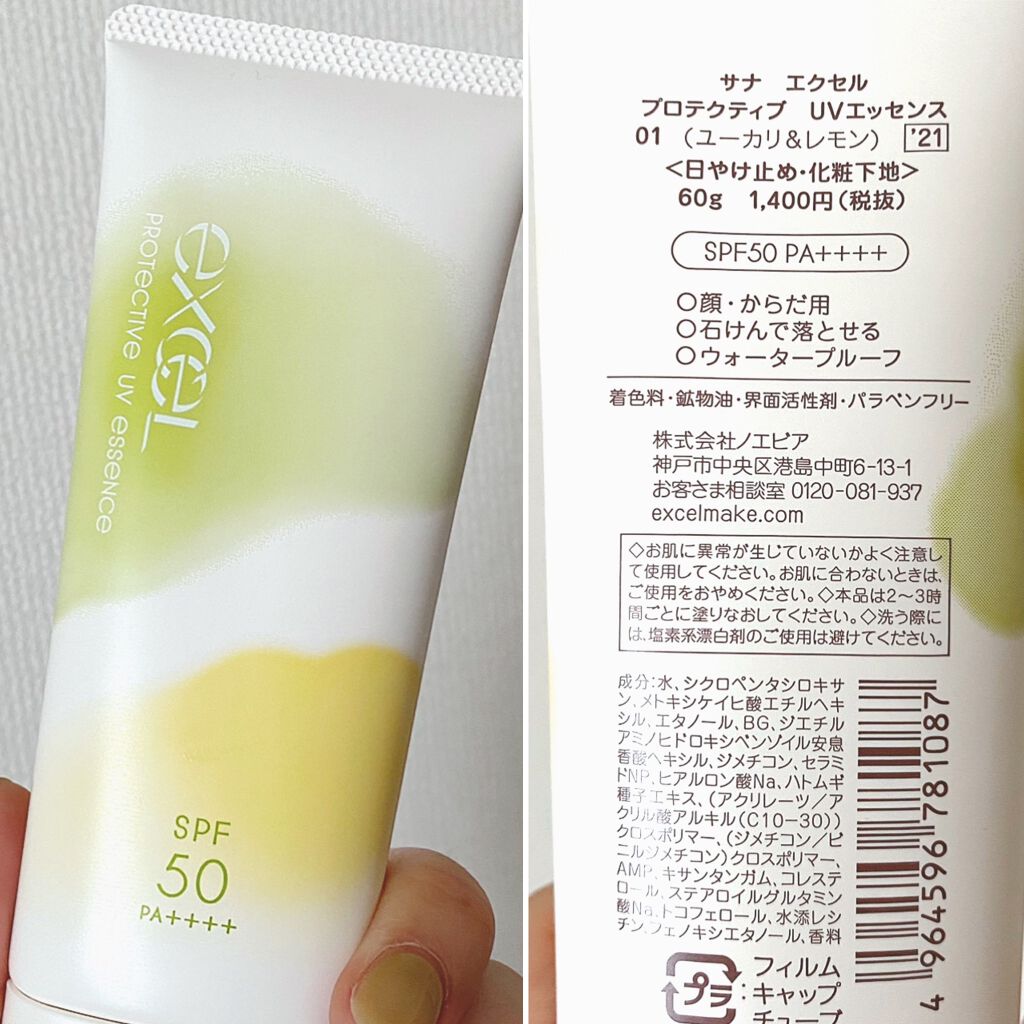 excel
PROTECTIVE UV ESSENCE
SPF
50
PA++++
サナ エクセル
プロテクティブ UVエッセンス
01 (ユーカリ&レモン) '21
<日やけ止め・化粧下地>
60g 1,400円(税抜)
SPF50 PA++++
○顔・からだ用
○石けんで落とせる
○ウォータープルーフ
着色料・鉱物油・界面活性剤・パラベンフリー
株式会社ノエビア
神戸市中央区港島中町6-13-1
お客さま相談室 0120-081-937
excelmake.com
◇お肌に異常が生じていないかよく注意し
て使用してください。お肌に合わないときは、
ご使用をおやめください。◇本品は2〜3時
間ごとに塗りなおしてください。◇洗う際に
は、塩素系漂白剤のご使用は避けてください。
成分:水、シクロペンタシロキサ
ン、メトキシケイヒ酸エチルヘキ
シル、エタノール、BG、ジエチル
アミノヒドロキシベンゾイル安息
香酸ヘキシル、ジメチコン、セラミ
ドNP、ヒアルロン酸Na、ハトムギ
種子エキス、(アクリレーツ/ア
クリル酸アルキル(C10-30))
クロスポリマー、(ジメチコン/ビ
ニルジメチコン)クロスポリマー、
AMP、キサンタンガム、コレステ
ロール、ステアロイルグルタミン
酸Na、トコフェロール、水添レシ
チン、フェノキシエタノール、香料
4 964596 781087
プラ
:フィルム
キャップ
チューブ